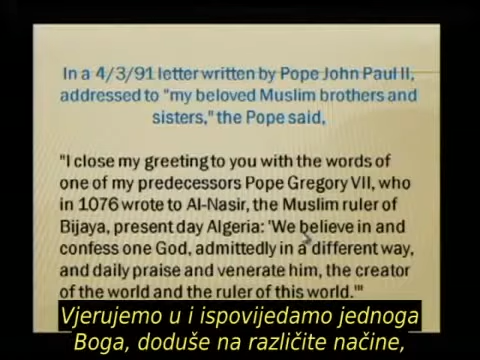 In a 4/3/91 letter written by Pope John Paul II,
addressed to "my beloved Muslim brothers and
sisters," the Pope said,
"I close my greeting to you with the words of
one of my predecessors Pope Gregory VII, who
in 1076 wrote to Al-Nasir, the Muslim ruler of
Bijaya, present day Algeria: 'We believe in and
confess one God, admittedly in a different way,
and daily praise and venerate him, the creator
of the world and the ruler of this world.'"
Vjerujemo u i ispovijedamo jednoga
Boga, doduše na različite načine,